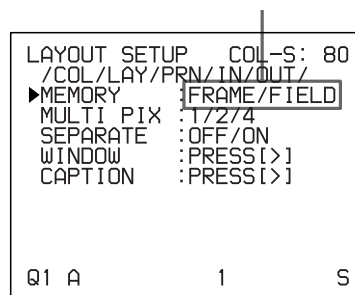 LAYOUT SETUP COL-S: 80
/COL/LAY/PRN/IN/OUT/
▶MEMORY :FRAME/FIELD
MULTI PIX :1/2/4
SEPARATE :OFF/ON
WINDOW :PRESS[>]
CAPTION :PRESS[>]
Q1 A 1 S